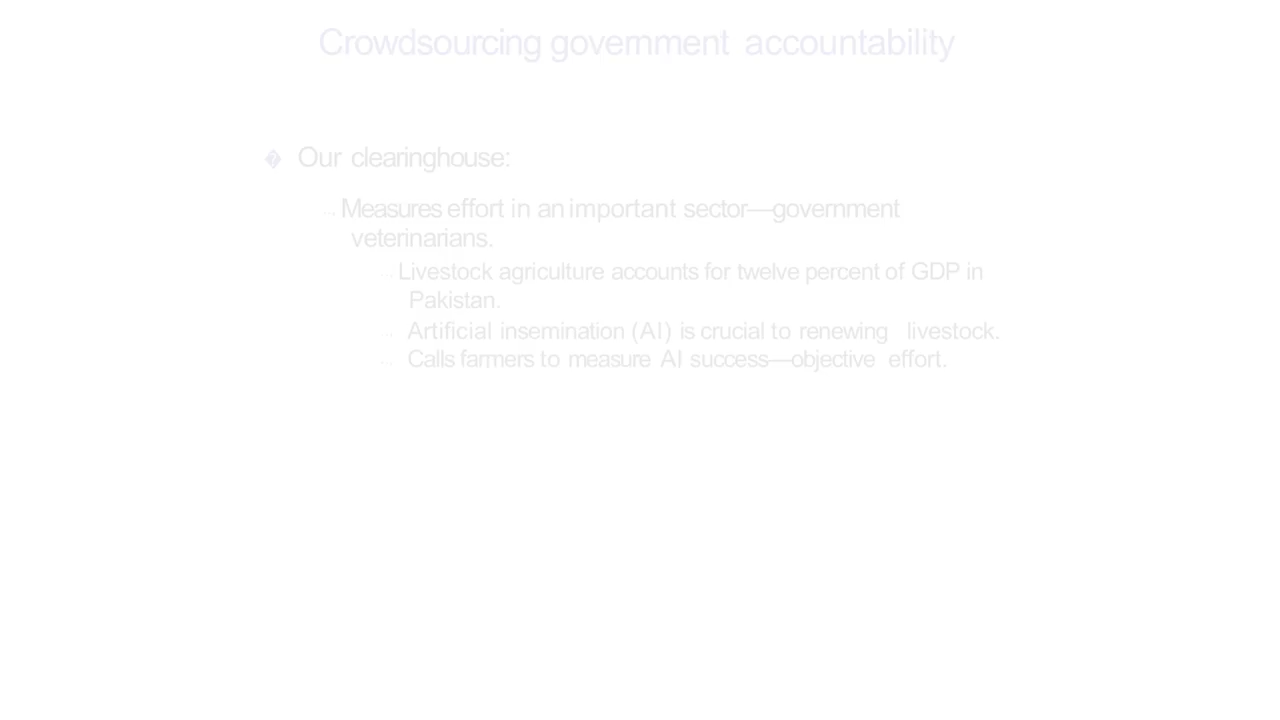 Crowdsourcing government accountability
� Our clearinghouse:
Measures effort in an important sector—government
veterinarians.
Livestock agriculture accounts for twelve percent of GDP in
Pakistan.
Artificial insemination (AI) is crucial to renewing livestock.
Calls farmers to measure AI success—objective effort.